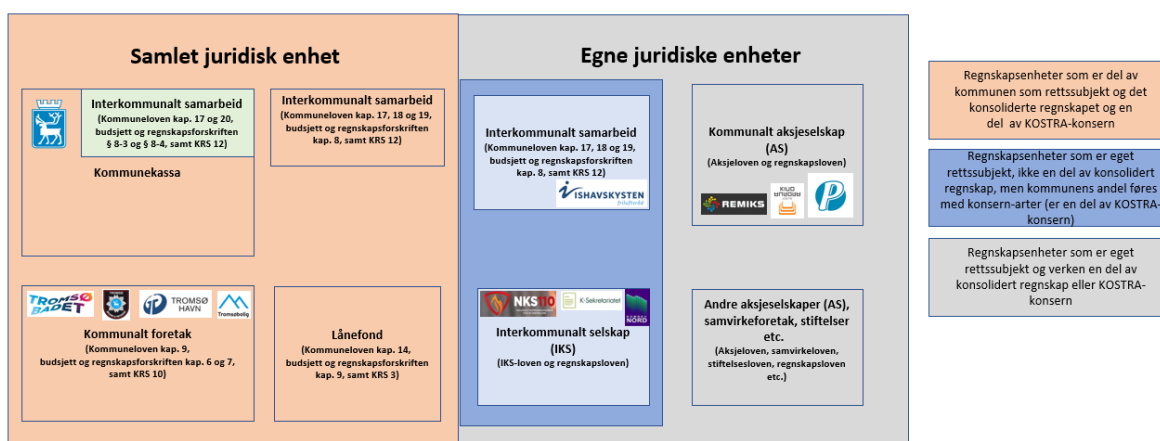 Samlet juridisk enhet
Interkommunalt samarbeid
(Kommuneloven kap. 17 og 20,
budsjett og regnskapsforskriften
§ 8-3 og § 8-4, samt KRS 12)
Kommunekassa
Interkommunalt samarbeid
(Kommuneloven kap. 17, 18 og 19,
budsjett og regnskapsforskriften
kap. 8, samt KRS 12)
TROMSØ
BADET
TROMSØ
HAVN
Tromsøbolig
Kommunalt foretak
(Kommuneloven kap. 9,
budsjett og regnskapsforskriften kap. 6 og 7,
samt KRS 10)
Lånefond
(Kommuneloven kap. 14,
budsjett og regnskapsforskriften
kap. 9, samt KRS 3)
Egne juridiske enheter
Interkommunalt samarbeid
(Kommuneloven kap. 17, 18 og 19,
budsjett og regnskapsforskriften
kap. 8, samt KRS 12)
ISHAVSKYSTEN
friluftsråd
Kommunalt aksjeselskap
(AS)
(Aksjeloven og regnskapsloven)
REMIKS
P
NKS110
K-Sekretariatet
NORD
Interkommunalt selskap
(IKS)
(IKS-loven og regnskapsloven)
Andre aksjeselskaper (AS),
samvirkeforetak, stiftelser
etc.
(Aksjeloven, samvirkeloven,
stiftelsesloven, regnskapsloven
etc.)
Regnskapsenheter som er del av
kommunen som rettssubjekt og det
konsoliderte regnskapet og en
del av KOSTRA-konsern
Regnskapsenheter som er eget
rettssubjekt, ikke en del av konsolidert
regnskap, men kommunens andel føres
med konsern-arter (er en del av KOSTRA-
konsern)
Regnskapsenheter som er eget
rettssubjekt og verken en del av
konsolidert regnskap eller KOSTRA-
konsern